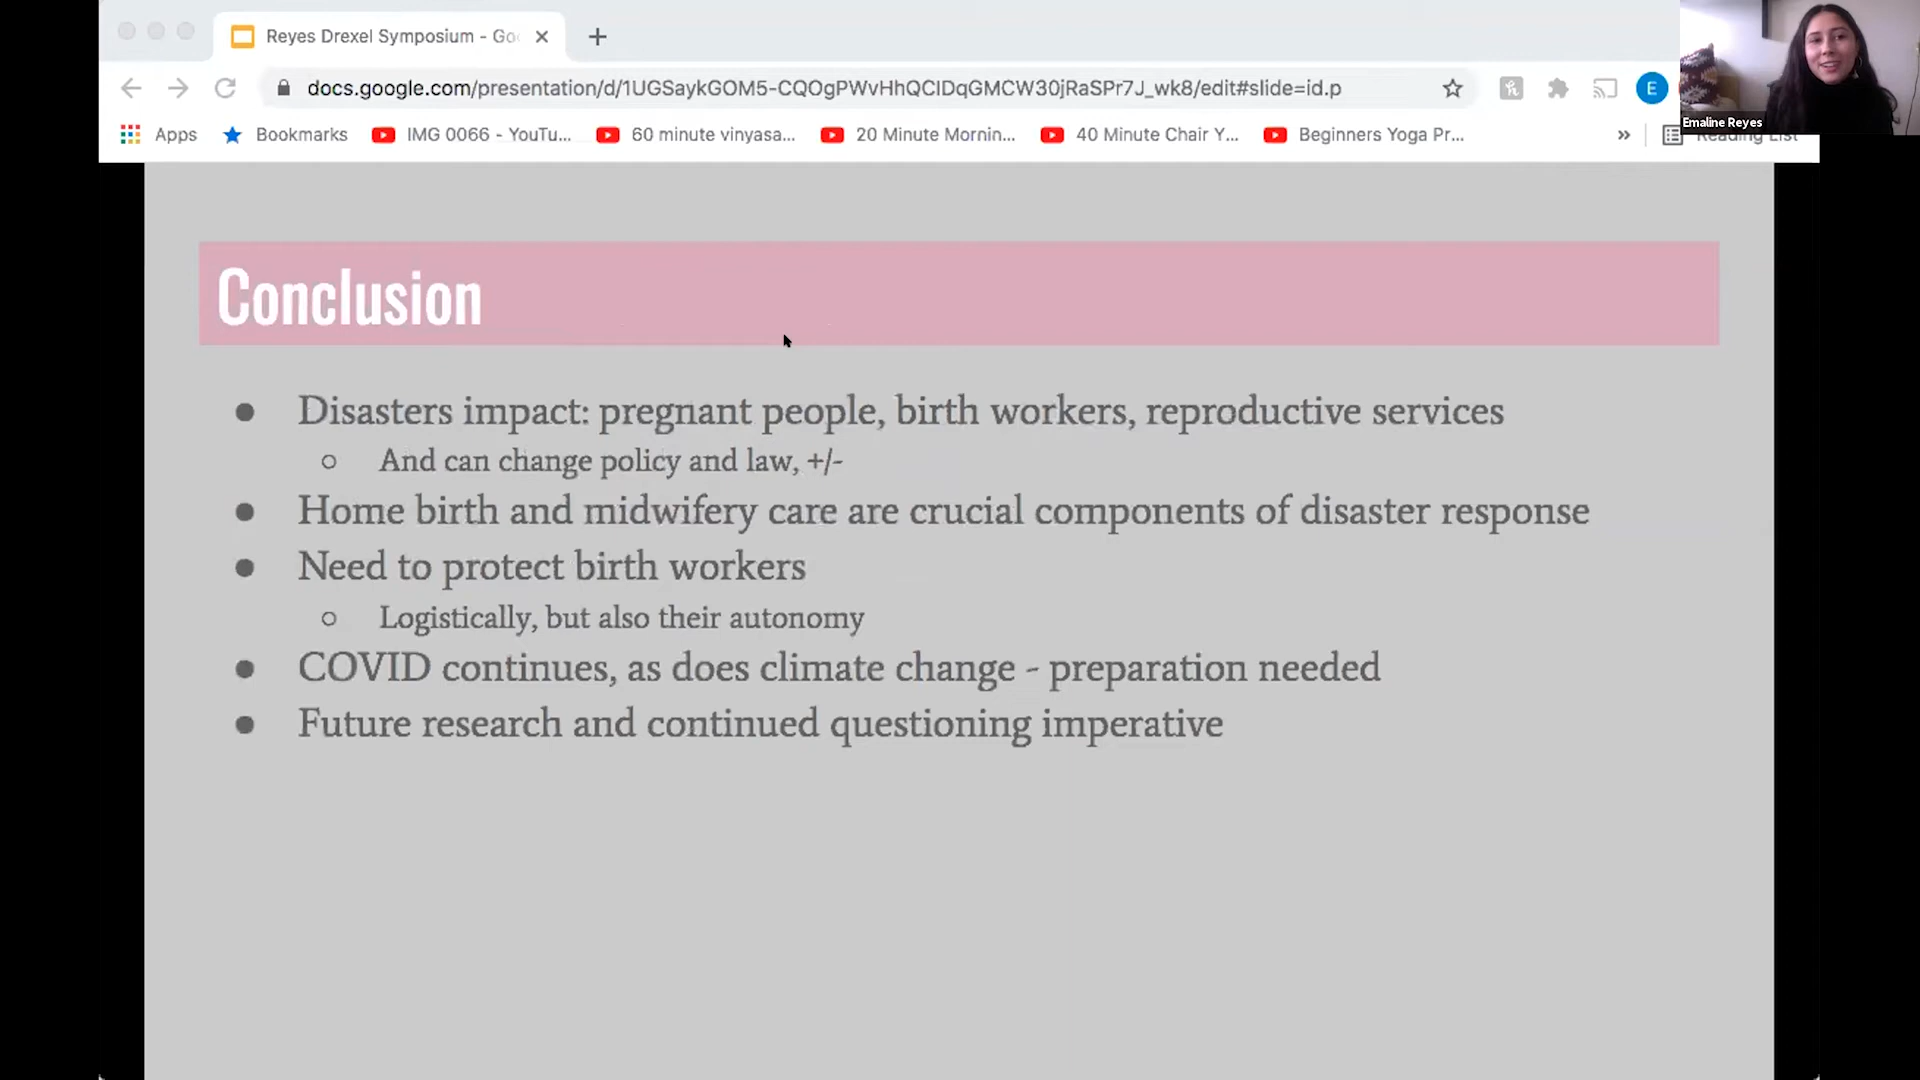 Reyes Drexel Symposium - Go
docs.google.com/presentation/d/1UGSaykGOM5-CQOgPWvHhQCIDqGMCW30jRaSPr7J_wk8/edit#slide=id.p
E
Emaline Reyes
Apps Bookmarks IMG 0066 - YouTu... 60 minute vinyasa... 20 Minute Mornin... 40 Minute Chair Y... Beginners Yoga Pr... » Reading List
Conclusion
● Disasters impact: pregnant people, birth workers, reproductive services
○ And can change policy and law, +/-
● Home birth and midwifery care are crucial components of disaster response
● Need to protect birth workers
○ Logistically, but also their autonomy
● COVID continues, as does climate change - preparation needed
● Future research and continued questioning imperative